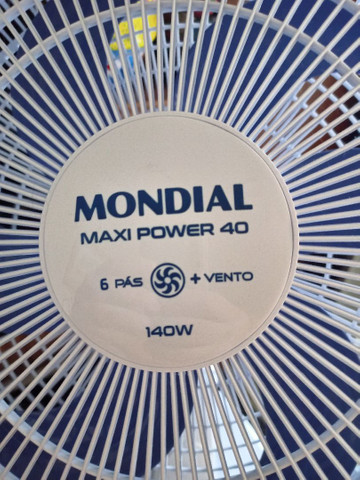 MONDIAL
MAXI POWER 40
6 PÁS + VENTO
140W